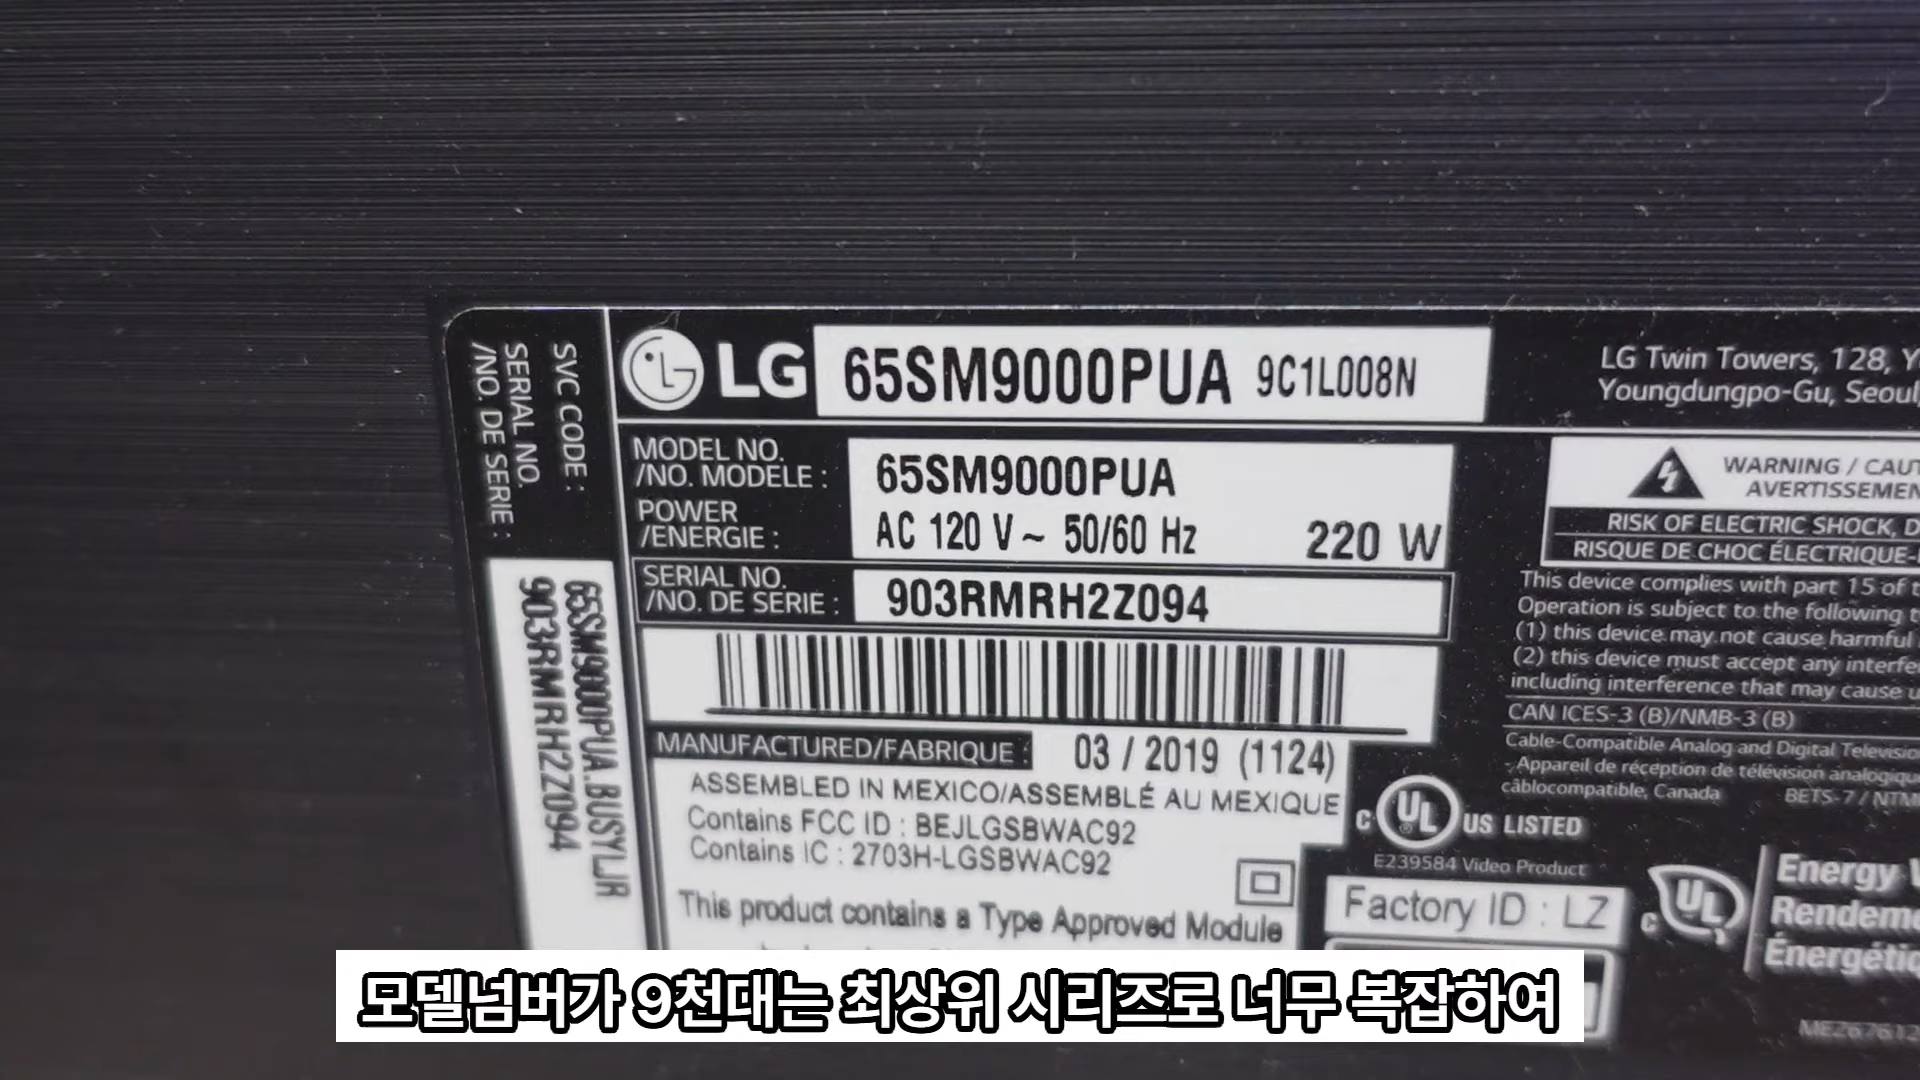 SVC CODE :
SERIAL NO.
/NO. DE SERIE :
65SM9000PUA.BUSYLJR
903RMRH2Z094
LG 65SM9000PUA 9C1L008N
MODEL NO.
/NO. MODELE : 65SM9000PUA
POWER
/ENERGIE : AC 120 V~ 50/60 Hz 220 W
SERIAL NO.
/NO. DE SERIE : 903RMRH2Z094
MANUFACTURED/FABRIQUE : 03 / 2019 (1124)
ASSEMBLED IN MEXICO/ASSEMBLÉ AU MEXIQUE
Contains FCC ID : BEJLGSBWAC92
Contains IC : 2703H-LGSBWAC92
This product contains a Type Approved Module
LG Twin Towers, 128,
Youngdungpo-Gu, Seoul,
WARNING /
RISK OF ELECTRIC SHOCK,
RISQUE DE CHOC ÉLECTRIQUE-
This device complies with part 15 of
Operation is subject to the following
(1) this device may not cause harmful
(2) this device must accept any
including interference that may cause
CAN ICES-3 (B)/NMB-3 (B)
Cable-Compatible Analog and Digital
- Appareil de réception de télévision
câblocompatible, Canada BETS-7 /
C UL US LISTED
E239584 Video Product
Factory ID : LZ
C UL
Energy
모델넘버가 9천대는 최상위 시리즈로 너무 복잡하여